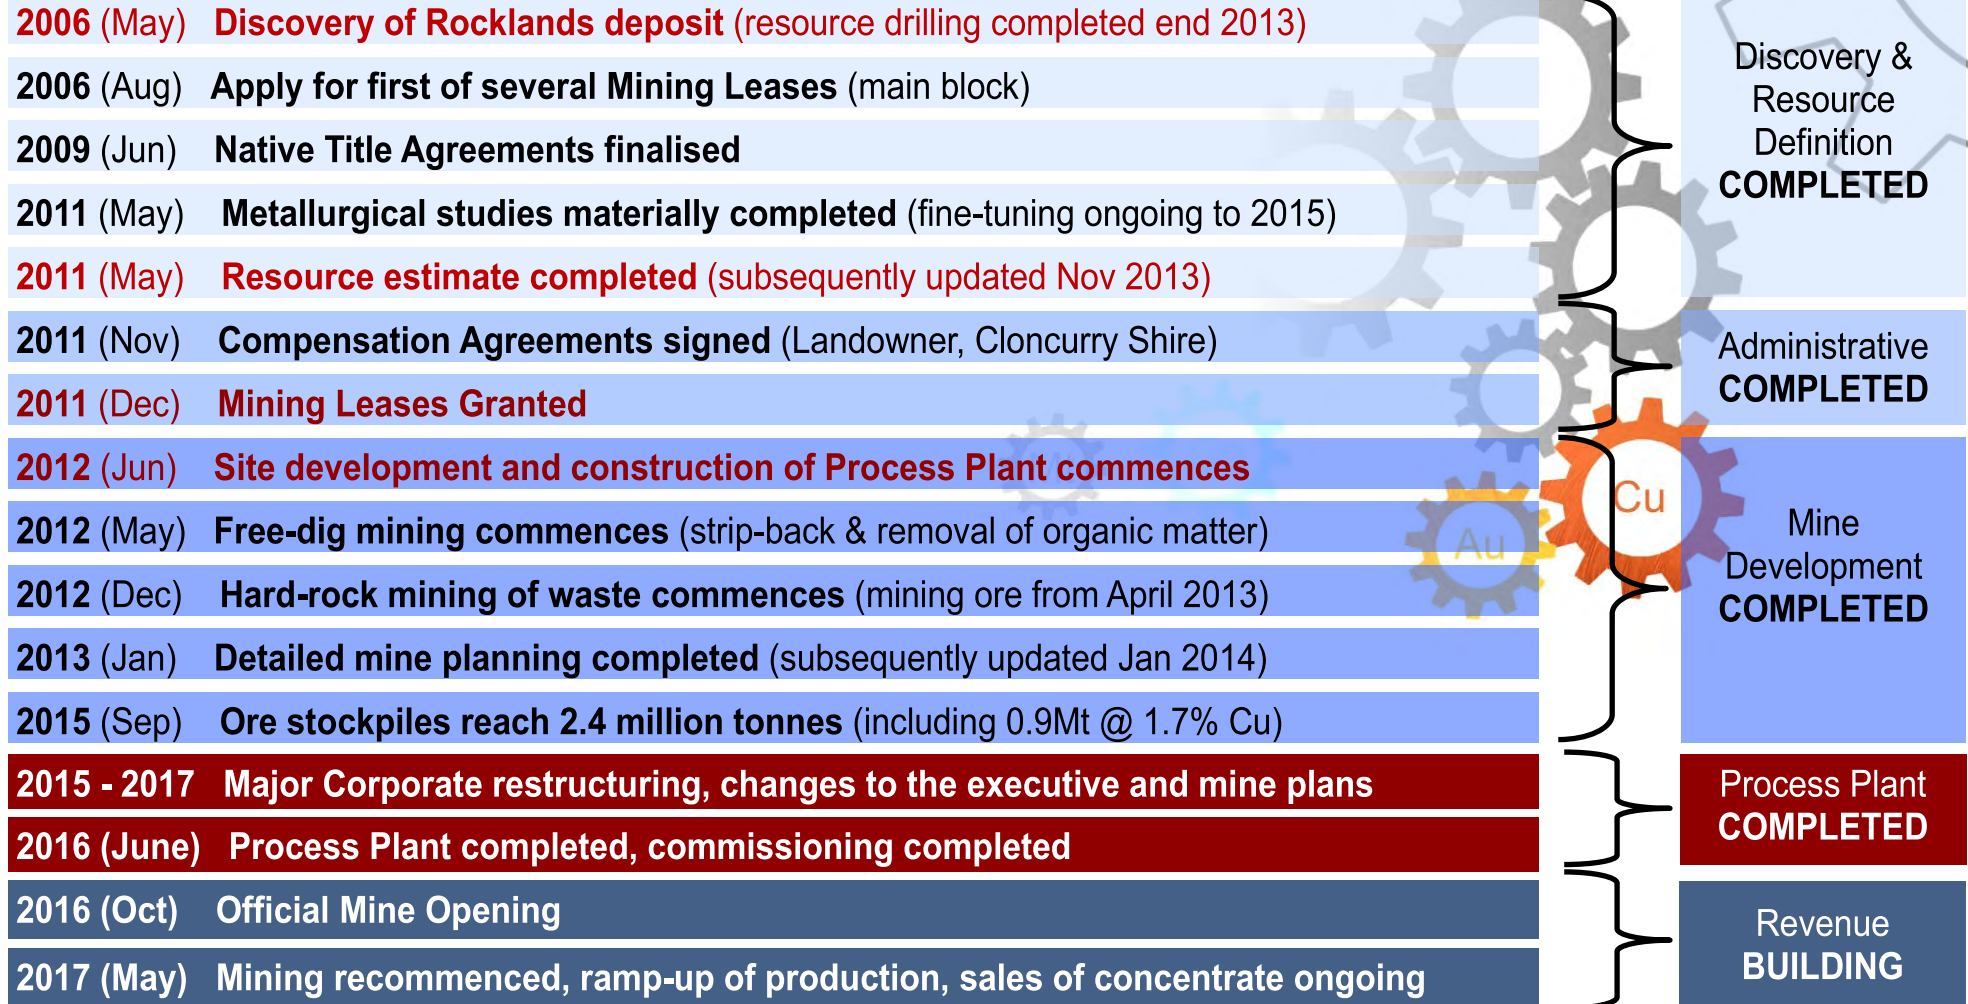 2006 (May) Discovery of Rocklands deposit (resource drilling completed end 2013)
2006 (Aug) Apply for first of several Mining Leases (main block)
2009 (Jun) Native Title Agreements finalised
2011 (May) Metallurgical studies materially completed (fine-tuning ongoing to 2015)
2011 (May) Resource estimate completed (subsequently updated Nov 2013)
Discovery &
Resource
Definition
COMPLETED
2011 (Nov) Compensation Agreements signed (Landowner, Cloncurry Shire)
2011 (Dec) Mining Leases Granted
Administrative
COMPLETED
2012 (Jun) Site development and construction of Process Plant commences
2012 (May) Free-dig mining commences (strip-back & removal of organic matter)
2012 (Dec) Hard-rock mining of waste commences (mining ore from April 2013)
2013 (Jan) Detailed mine planning completed (subsequently updated Jan 2014)
2015 (Sep) Ore stockpiles reach 2.4 million tonnes (including 0.9Mt @ 1.7% Cu)
Cu
Au
Mine
Development
COMPLETED
2015 - 2017 Major Corporate restructuring, changes to the executive and mine plans
2016 (June) Process Plant completed, commissioning completed
Process Plant
COMPLETED
2016 (Oct) Official Mine Opening
2017 (May) Mining recommenced, ramp-up of production, sales of concentrate ongoing
Revenue
BUILDING